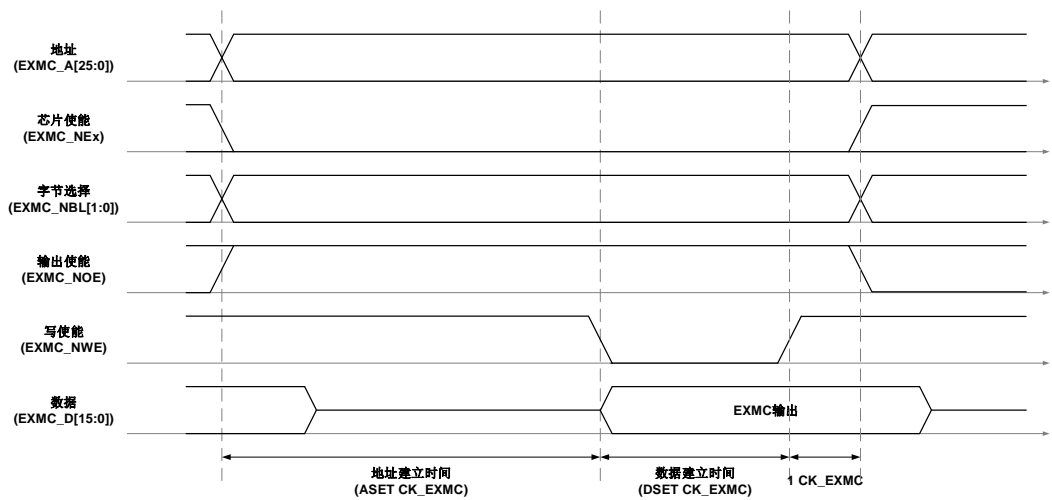 地址
(EXMC_A[25:0])
芯片使能
(EXMC_NEx)
字节选择
(EXMC_NBL[1:0])
输出使能
(EXMC_NOE)
写使能
(EXMC_NWE)
数据
(EXMC_D[15:0])
EXMC输出
地址建立时间
(ASET CK_EXMC)
数据建立时间
(DSET CK_EXMC)
1 CK_EXMC